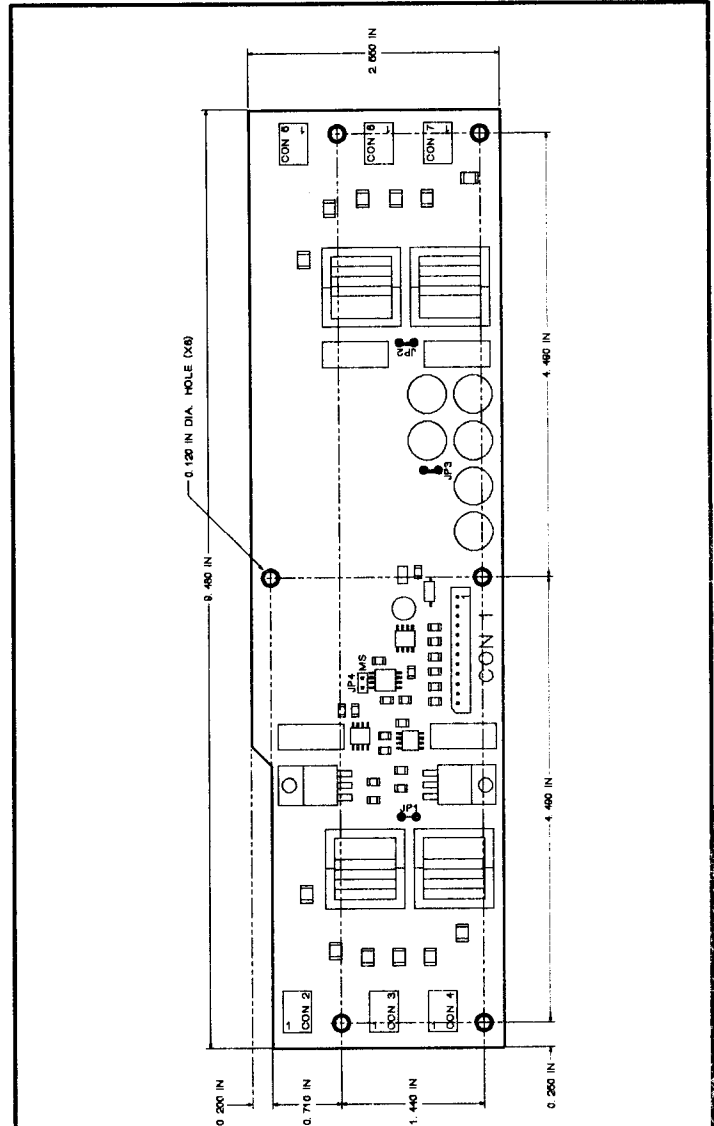 2.550 IN
CON 5
CON 6
CON 7
0.120 IN DIA. HOLE (X6)
JP2
4.490 IN
JP3
9.480 IN
1
CON 1
JP4
MS
JP1
4.490 IN
1
CON 2
1
CON 3
1
CON 4
0.200 IN
0.710 IN
1.440 IN
0.250 IN